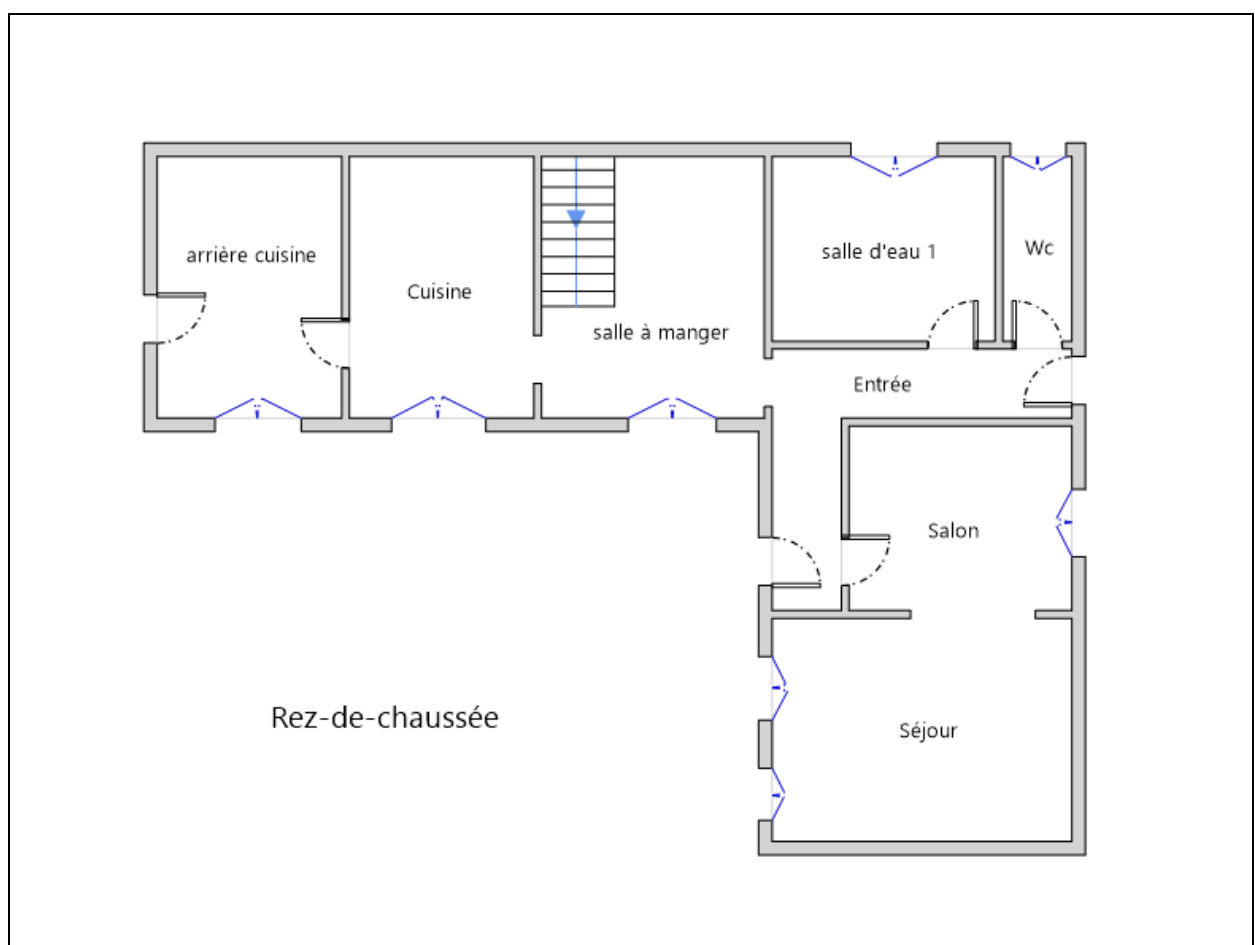 arrière cuisine
Cuisine
salle à manger
salle d'eau 1
Wc
Entrée
Salon
Séjour
Rez-de-chaussée